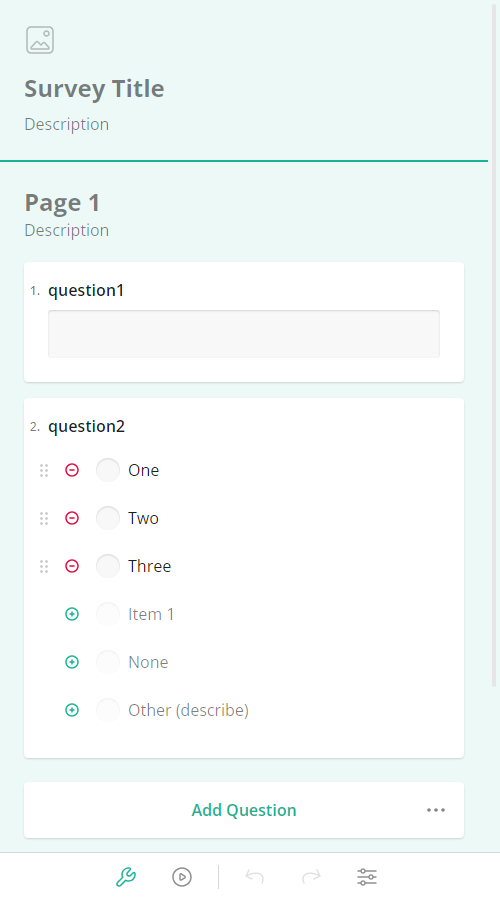 Survey Title
Description
Page 1
Description
1. question1
2. question2
One
Two
Three
Item 1
None
Other (describe)
Add Question